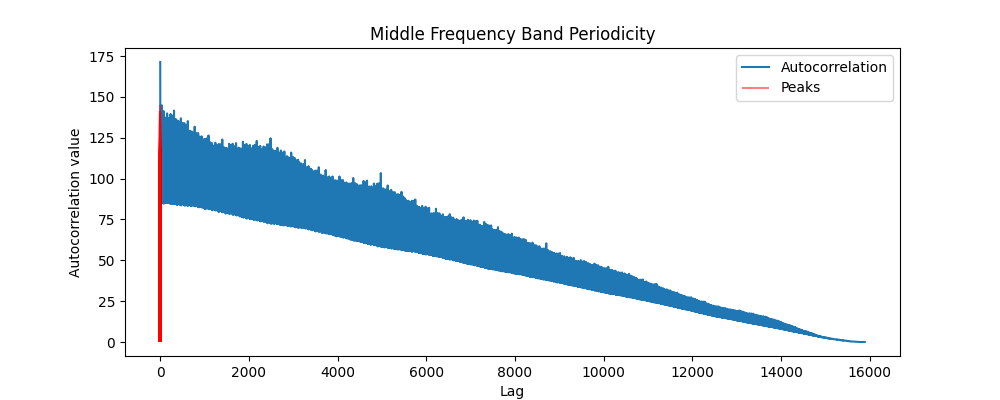 Middle Frequency Band Periodicity
175
150
125
100
75
50
25
0
Autocorrelation value
Autocorrelation
Peaks
0 2000 4000 6000 8000 10000 12000 14000 16000
Lag